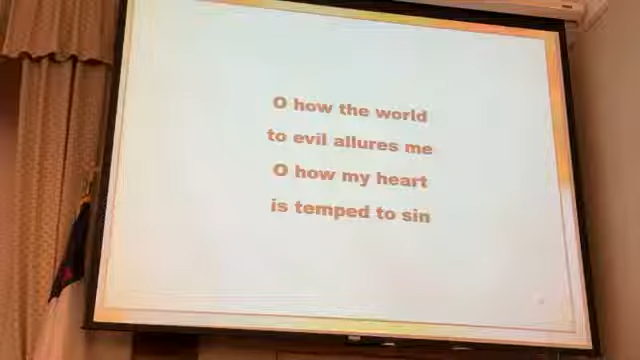 O how the world
to evil allures me
O how my heart
is temped to sin